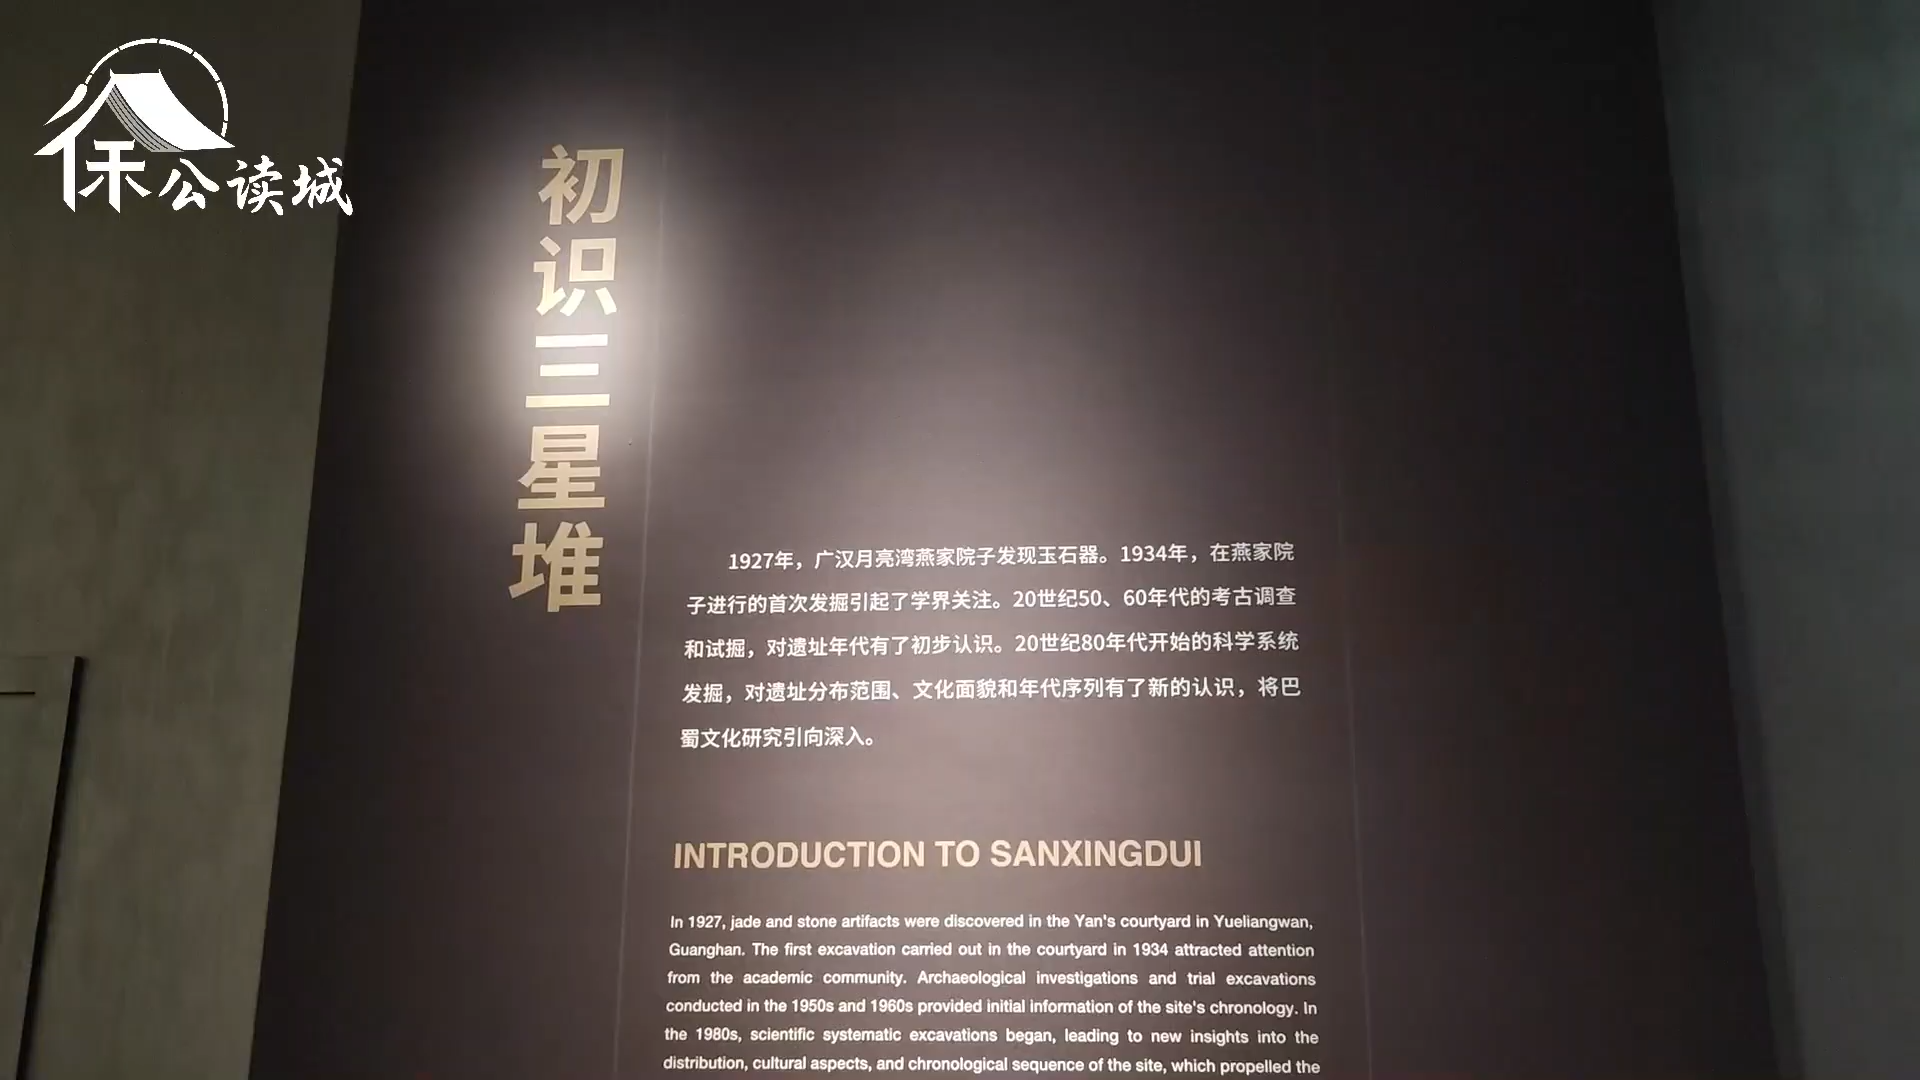 保公读城
初识三星堆
1927年，广汉月亮湾燕家院子发现玉石器。1934年，在燕家院
子进行的首次发掘引起了学界关注。20世纪50、60年代的考古调查
和试掘，对遗址年代有了初步认识。20世纪80年代开始的科学系统
发掘，对遗址分布范围、文化面貌和年代序列有了新的认识，将巴
蜀文化研究引向深入。
INTRODUCTION TO SANXINGDUI
In 1927, jade and stone artifacts were discovered in the Yan's courtyard in Yueliangwan,
Guanghan. The first excavation carried out in the courtyard in 1934 attracted attention
from the academic community. Archaeological investigations and trial excavations
conducted in the 1950s and 1960s provided initial information of the site's chronology. In
the 1980s, scientific systematic excavations began, leading to new insights into the
distribution, cultural aspects, and chronological sequence of the site, which propelled the